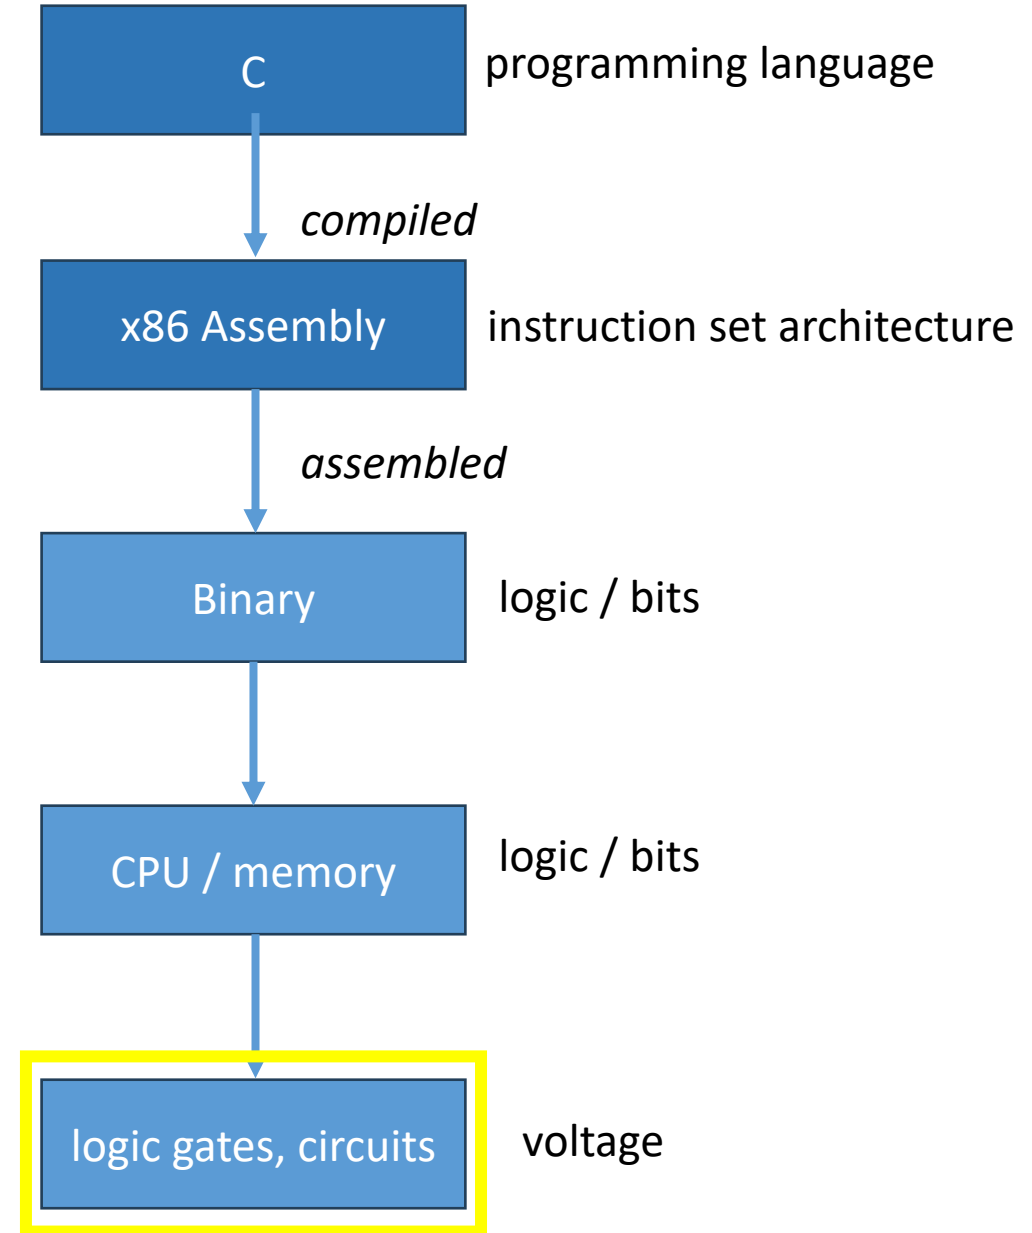 C
programming language
compiled
x86 Assembly
instruction set architecture
assembled
Binary
logic / bits
CPU / memory
logic / bits
logic gates, circuits
voltage